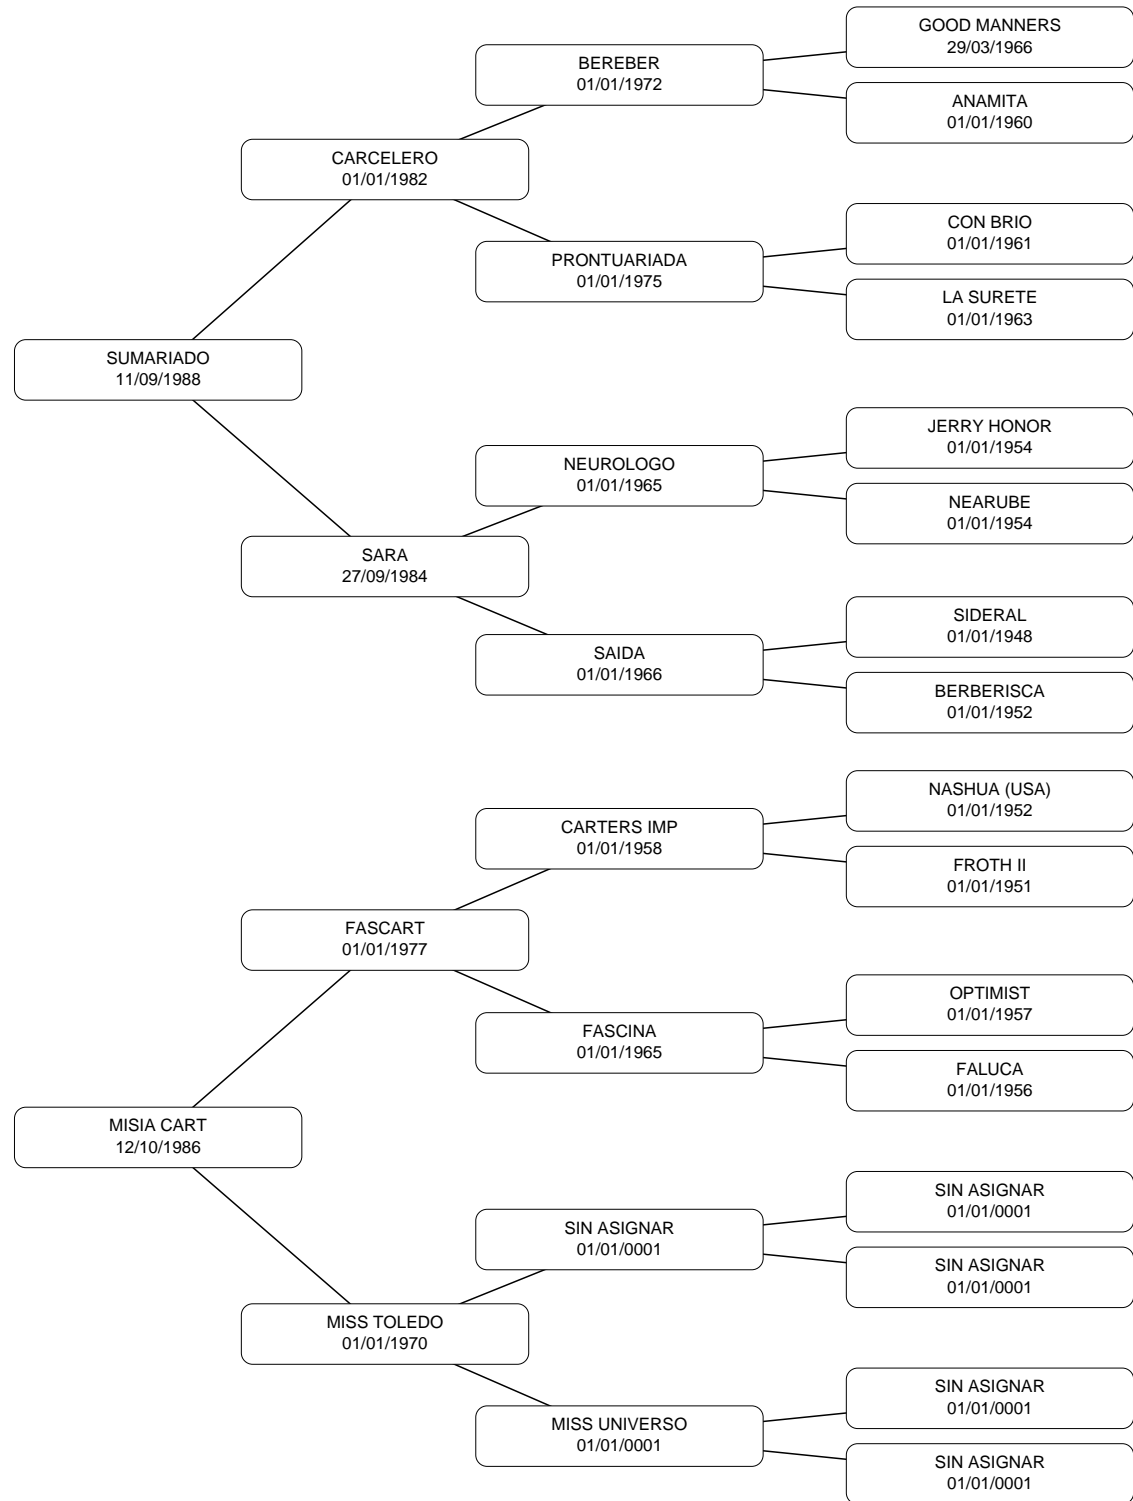 GOOD MANNERS
29/03/1966
BEREBER
01/01/1972
ANAMITA
01/01/1960
CARCELERO
01/01/1982
CON BRIO
01/01/1961
PRONTUARIADA
01/01/1975
LA SURETE
01/01/1963
SUMARIADO
11/09/1988
JERRY HONOR
01/01/1954
NEUROLOGO
01/01/1965
NEARUBE
01/01/1954
SARA
27/09/1984
SIDERAL
01/01/1948
SAIDA
01/01/1966
BERBERISCA
01/01/1952
NASHUA (USA)
01/01/1952
CARTERS IMP
01/01/1958
FROTH II
01/01/1951
FASCART
01/01/1977
OPTIMIST
01/01/1957
FASCINA
01/01/1965
FALUCA
01/01/1956
MISIA CART
12/10/1986
SIN ASIGNAR
01/01/0001
SIN ASIGNAR
01/01/0001
SIN ASIGNAR
01/01/0001
MISS TOLEDO
01/01/1970
SIN ASIGNAR
01/01/0001
MISS UNIVERSO
01/01/0001
SIN ASIGNAR
01/01/0001